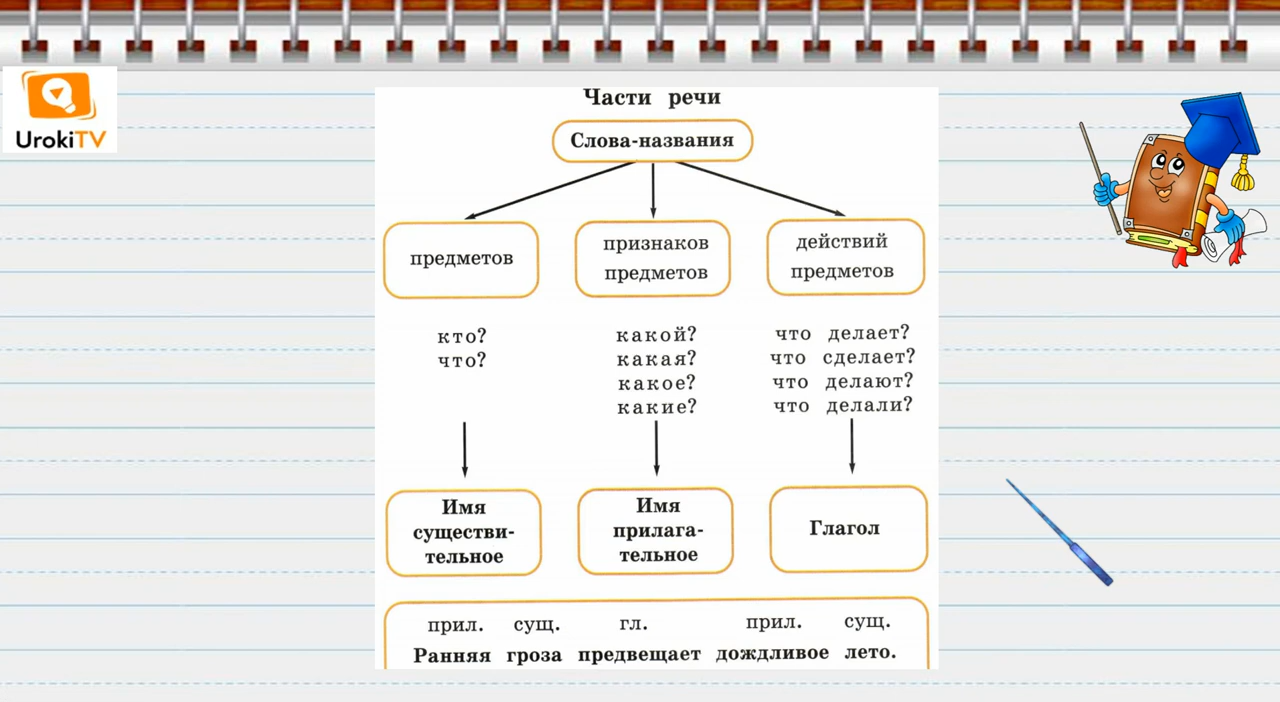 UrokiTV
Части речи
Слова-названия
предметов
признаков
предметов
действий
предметов
кто?
что?
какой?
какая?
какое?
какие?
что делает?
что сделает?
что делают?
что делали?
Имя
существи-
тельное
Имя
прилага-
тельное
Глагол
прил. сущ. гл. прил. сущ.
Ранняя гроза предвещает дождливое лето.